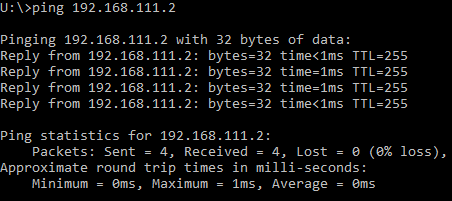 U:\>ping 192.168.111.2
Pinging 192.168.111.2 with 32 bytes of data:
Reply from 192.168.111.2: bytes=32 time<1ms TTL=255
Reply from 192.168.111.2: bytes=32 time=1ms TTL=255
Reply from 192.168.111.2: bytes=32 time=1ms TTL=255
Reply from 192.168.111.2: bytes=32 time<1ms TTL=255
Ping statistics for 192.168.111.2:
    Packets: Sent = 4, Received = 4, Lost = 0 (0% loss),
Approximate round trip times in milli-seconds:
    Minimum = 0ms, Maximum = 1ms, Average = 0ms